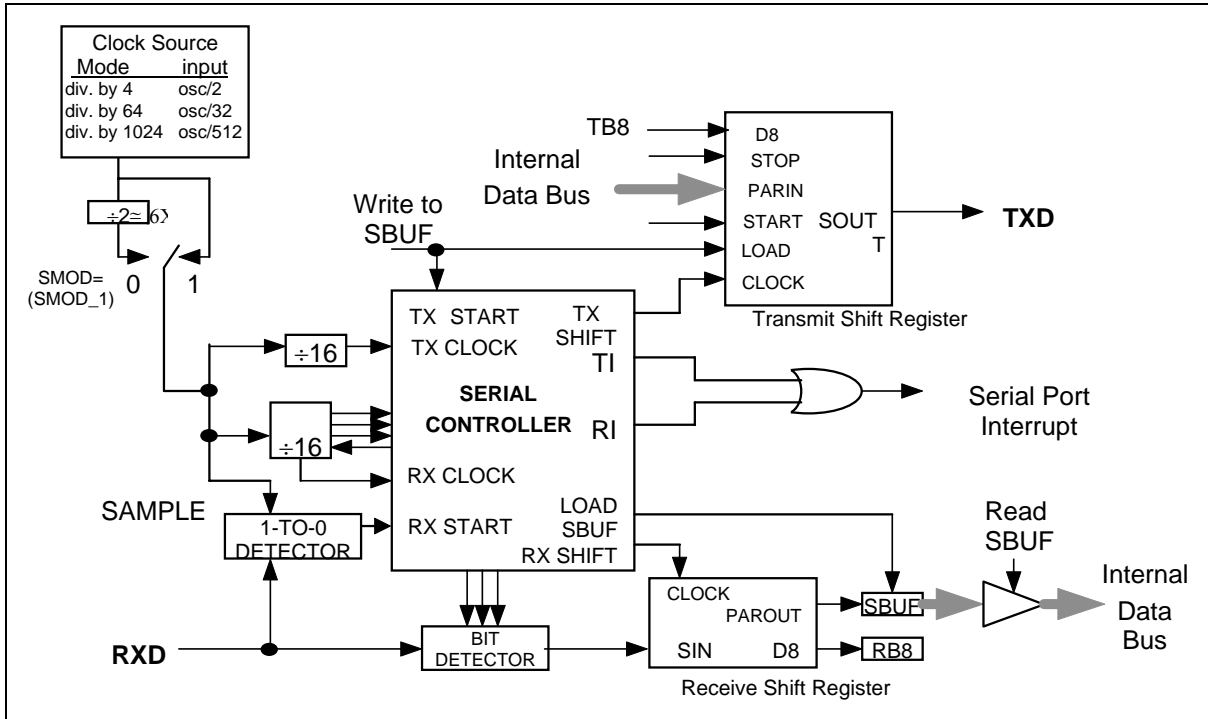 Clock Source
Mode input
div. by 4 osc/2
div. by 64 osc/32
div. by 1024 osc/512
÷2
SMOD=
(SMOD_1)
0 1
Write to
SBUF
TB8
Internal
Data Bus
D8
STOP
PARIN
START
SOUT
T
LOAD
CLOCK
TXD
Transmit Shift Register
÷16
÷16
TX START
TX CLOCK
SERIAL
CONTROLLER
RX CLOCK
RX START
TX
SHIFT
TI
RI
LOAD
SBUF
RX SHIFT
Serial Port
Interrupt
SAMPLE
1-TO-0
DETECTOR
RXD
BIT
DETECTOR
CLOCK
PAROUT
SIN D8
Receive Shift Register
SBUF
RB8
Read
SBUF
Internal
Data
Bus